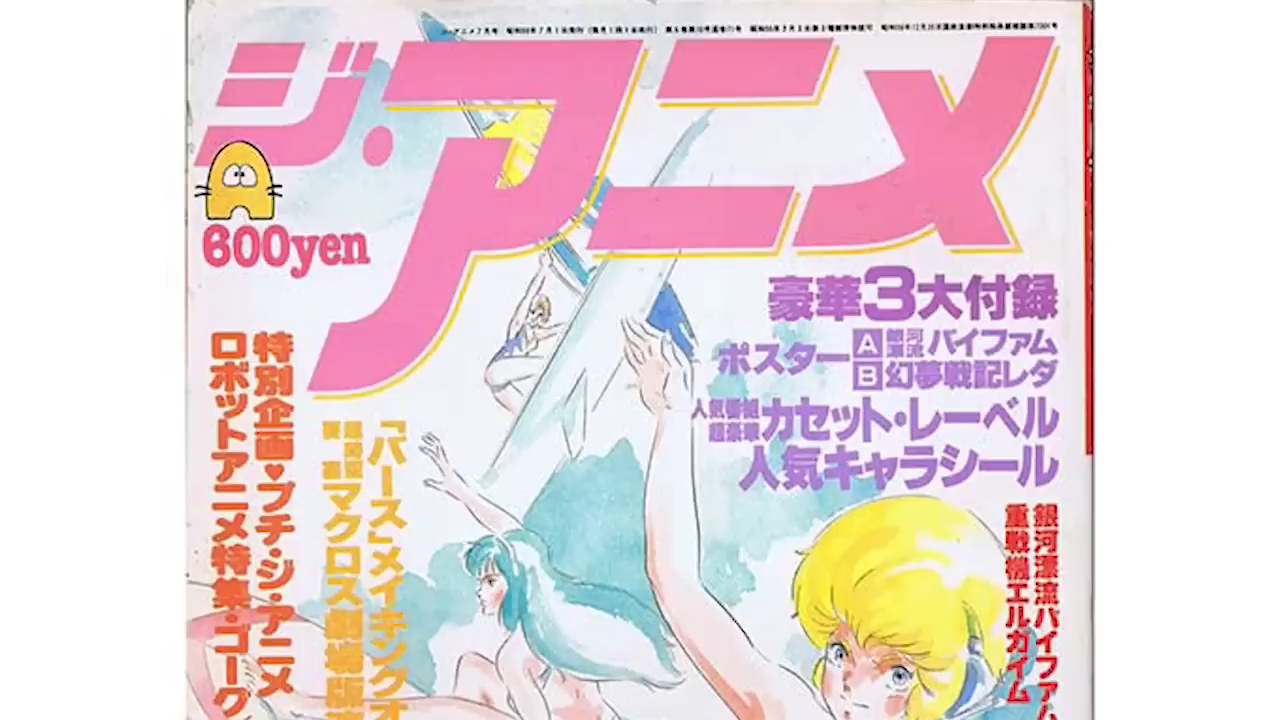 ジ・アニメ
600yen
豪華3大付録
ポスター A 銀河漂流 バイファム
B 幻夢戦記レダ
人気番組 超豪華 カセット・レーベル
人気キャラシール
銀河漂流バイファム
重戦機エルガイム
特別企画♥プチ・ジ・アニメ
ロボットアニメ特集・ゴーグ
「バース」メイキングオ
マクロス劇場版